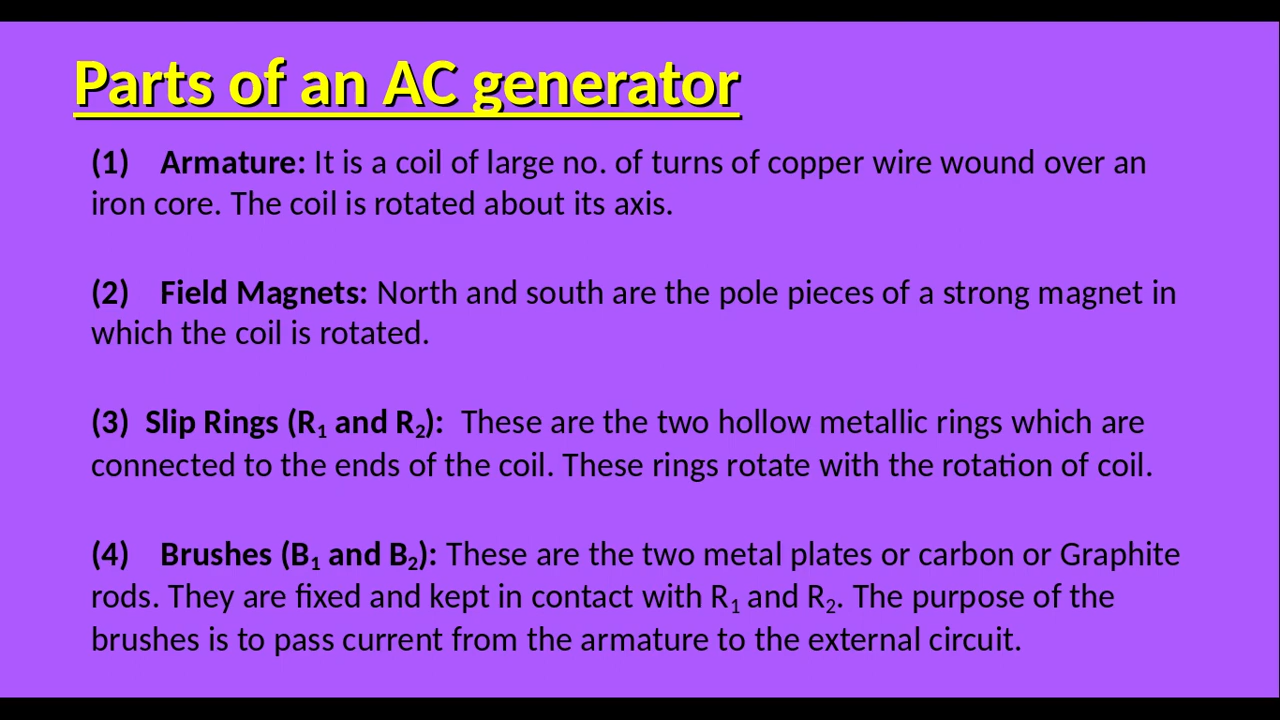 Parts of an AC generator
(1) Armature: It is a coil of large no. of turns of copper wire wound over an
iron core. The coil is rotated about its axis.
(2) Field Magnets: North and south are the pole pieces of a strong magnet in
which the coil is rotated.
(3) Slip Rings (R₁ and R₂): These are the two hollow metallic rings which are
connected to the ends of the coil. These rings rotate with the rotation of coil.
(4) Brushes (B₁ and B₂): These are the two metal plates or carbon or Graphite
rods. They are fixed and kept in contact with R₁ and R₂. The purpose of the
brushes is to pass current from the armature to the external circuit.